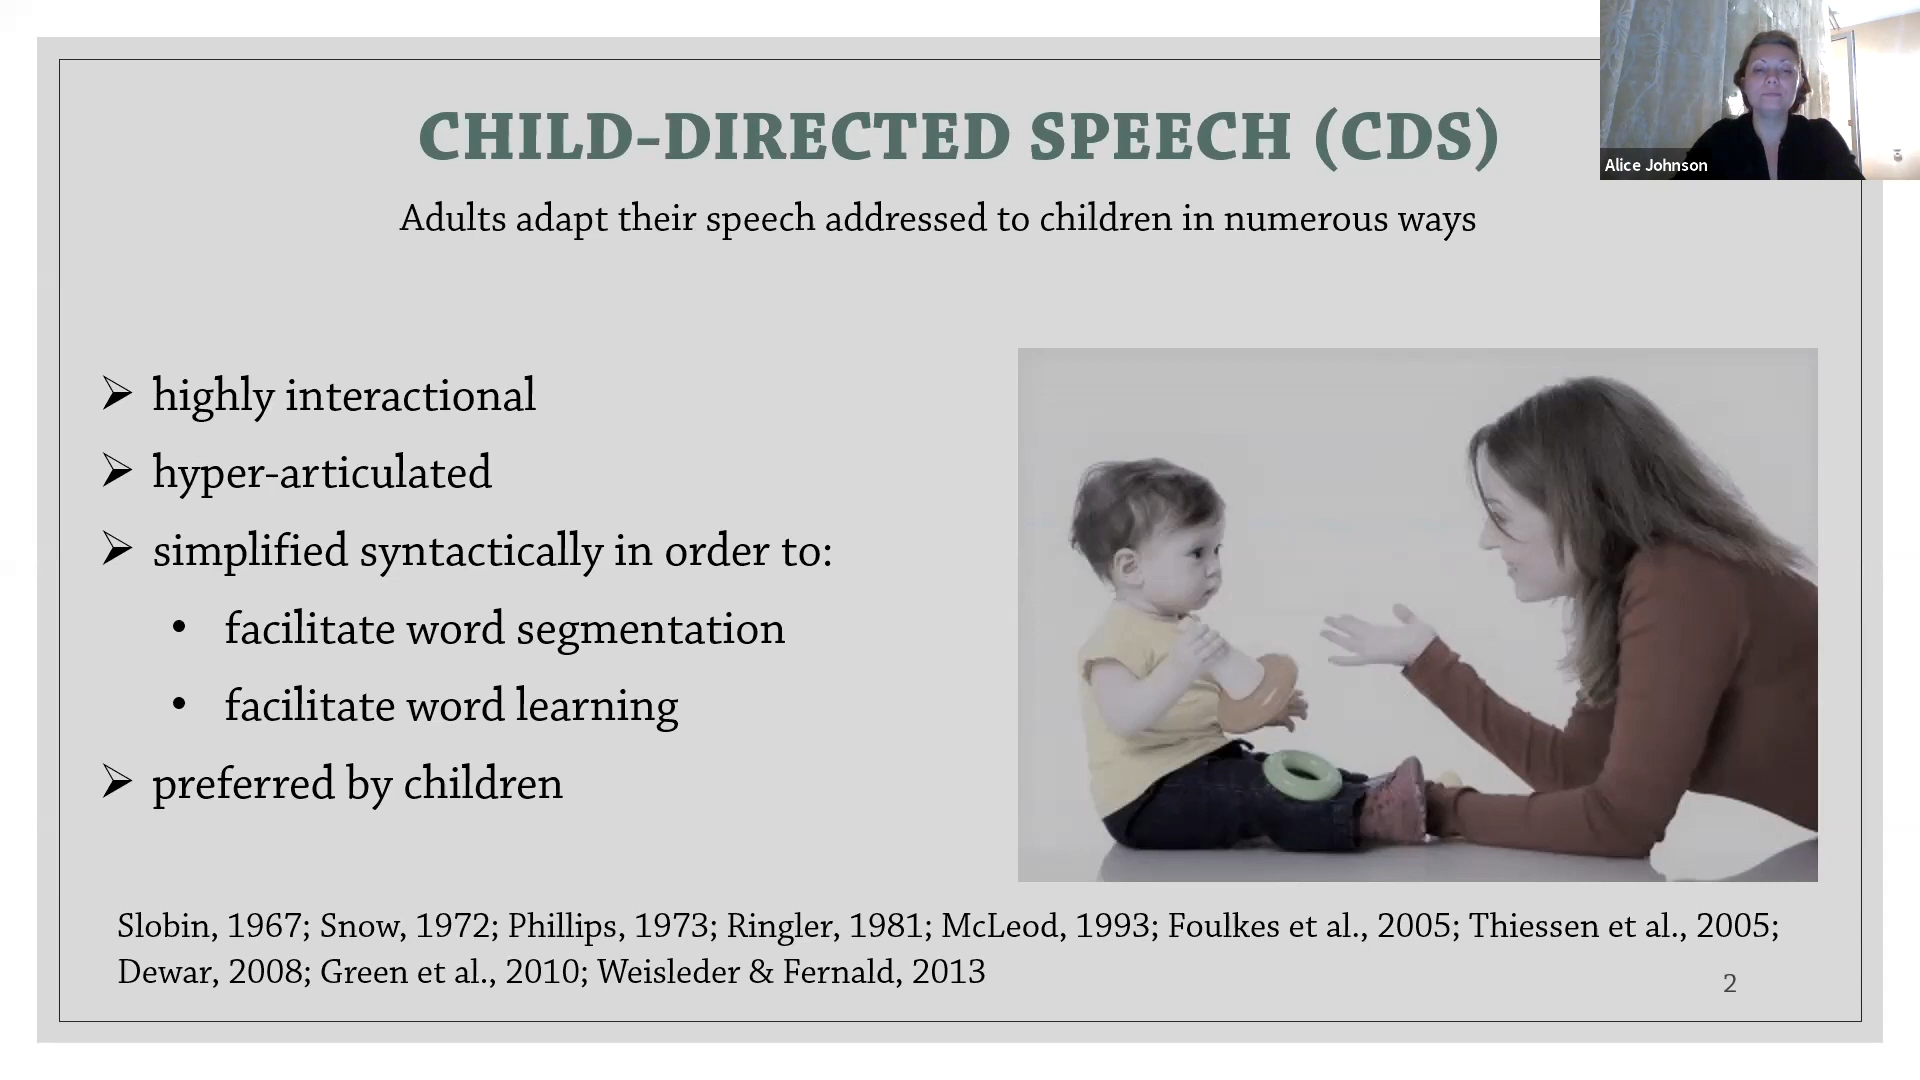 CHILD-DIRECTED SPEECH (CDS)
Adults adapt their speech addressed to children in numerous ways
Alice Johnson
➢ highly interactional
➢ hyper-articulated
➢ simplified syntactically in order to:
• facilitate word segmentation
• facilitate word learning
➢ preferred by children
Slobin, 1967; Snow, 1972; Phillips, 1973; Ringler, 1981; McLeod, 1993; Foulkes et al., 2005; Thiessen et al., 2005;
Dewar, 2008; Green et al., 2010; Weisleder & Fernald, 2013
2